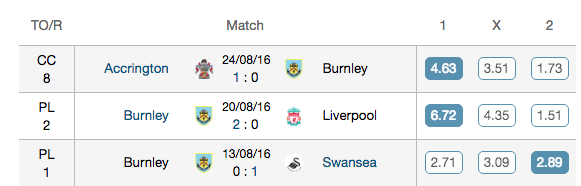 TO/R Match 1 X 2
CC 24/08/16
Accrington Burnley 4.63 3.51 1.73
8 1 : 0
PL 20/08/16
Burnley Liverpool 6.72 4.35 1.51
2 2 : 0
PL 13/08/16
Burnley Swansea 2.71 3.09 2.89
1 0 : 1